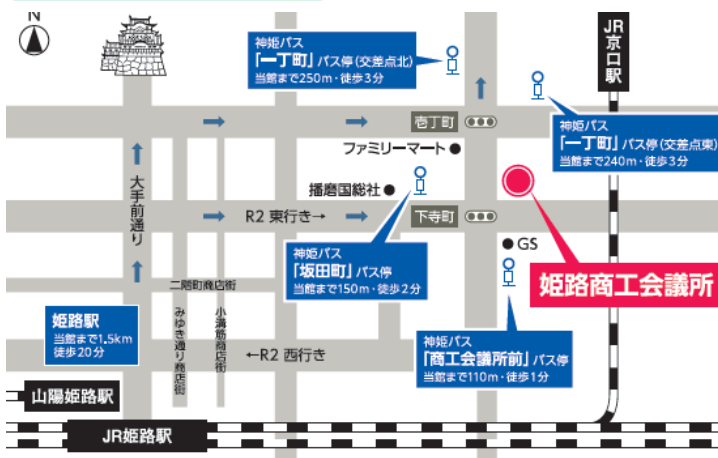 N
神姫バス
「一丁町」バス停(交差点北)
当館まで250m・徒歩3分
JR京口駅
神姫バス
「一丁町」バス停(交差点東)
当館まで240m・徒歩3分
壱丁町
ファミリーマート
播磨国総社
大手前通り
R2 東行き→
下寺町
GS
神姫バス
「坂田町」バス停
当館まで150m・徒歩2分
姫路商工会議所
二階町商店街
みゆき通り商店街
小溝筋商店街
姫路駅
当館まで1.5km
徒歩20分
←R2 西行き
神姫バス
「商工会議所前」バス停
当館まで110m・徒歩1分
山陽姫路駅
JR姫路駅